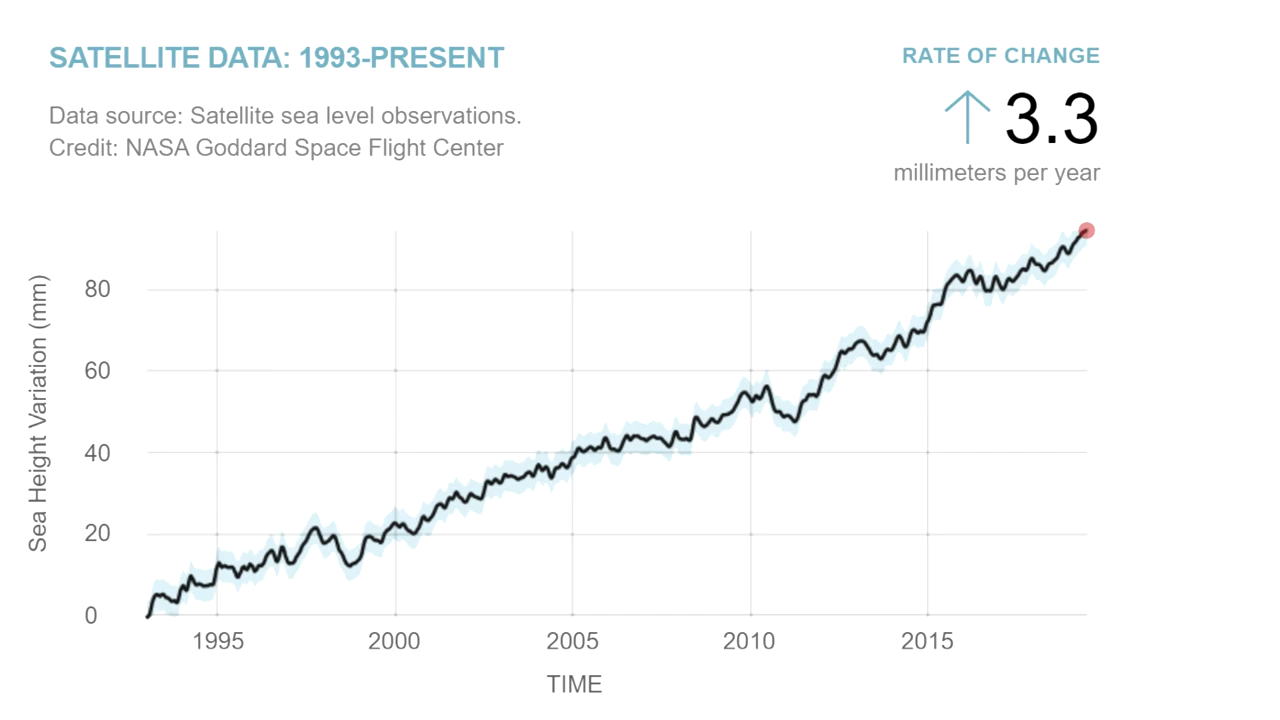 SATELLITE DATA: 1993-PRESENT
Data source: Satellite sea level observations.
Credit: NASA Goddard Space Flight Center
RATE OF CHANGE
↑ 3.3
millimeters per year
Sea Height Variation (mm)
80
60
40
20
0
1995 2000 2005 2010 2015
TIME